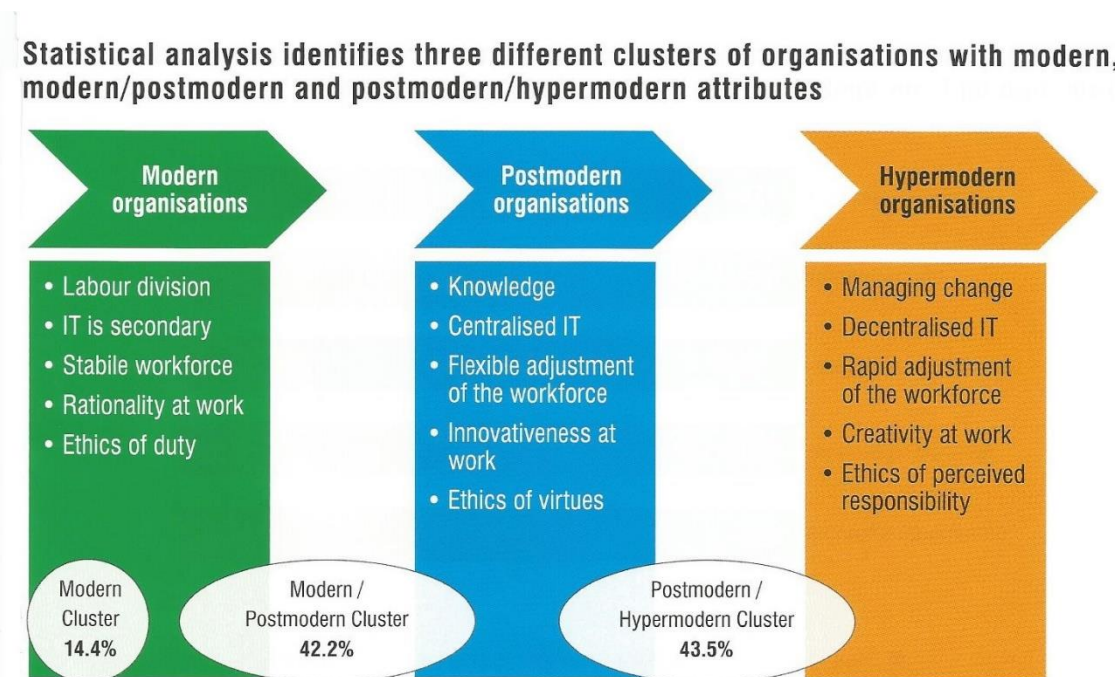 Statistical analysis identifies three different clusters of organisations with modern,
modern/postmodern and postmodern/hypermodern attributes
Modern
organisations
• Labour division
• IT is secondary
• Stabile workforce
• Rationality at work
• Ethics of duty
Postmodern
organisations
• Knowledge
• Centralised IT
• Flexible adjustment
of the workforce
• Innovativeness at
work
• Ethics of virtues
Hypermodern
organisations
• Managing change
• Decentralised IT
• Rapid adjustment
of the workforce
• Creativity at work
• Ethics of perceived
responsibility
Modern
Cluster
14.4%
Modern /
Postmodern Cluster
42.2%
Postmodern /
Hypermodern Cluster
43.5%